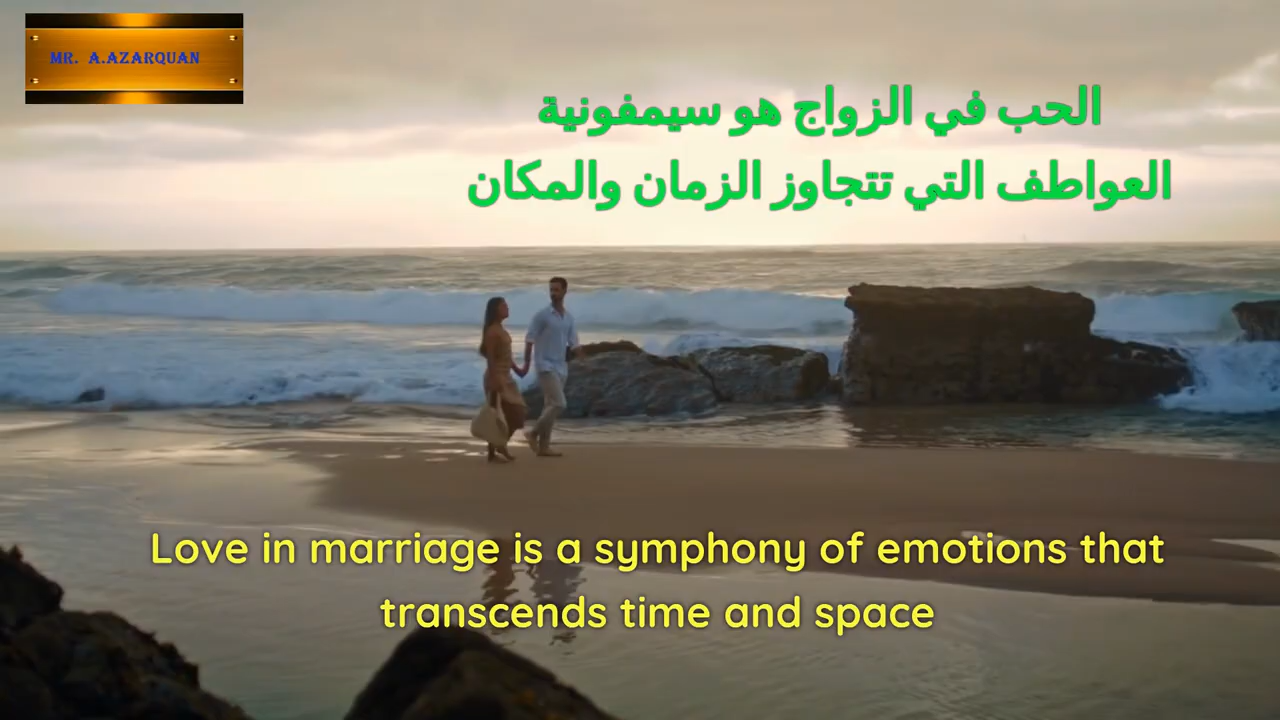 MR. A.AZARQUAN
الحب في الزواج هو سيمفونية
العواطف التي تتجاوز الزمان والمكان
Love in marriage is a symphony of emotions that
transcends time and space